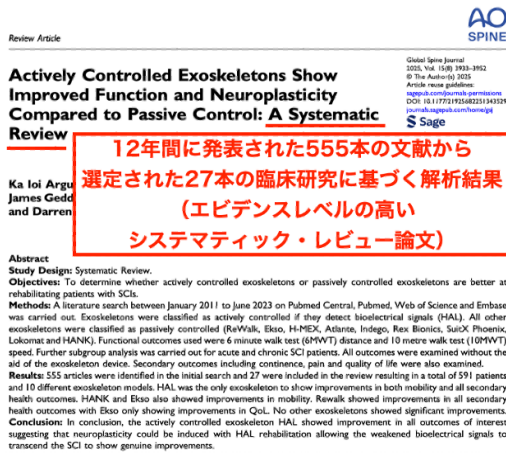 AO
SPINE
Review Article
Global Spine Journal
2025, Vol. 15(8) 3933–3952
© The Author(s) 2025
Article reuse guidelines:
sagepub.com/journals-permissions
DOI: 10.1177/21925682251343529
journals.sagepub.com/home/gsj
Sage
Actively Controlled Exoskeletons Show
Improved Function and Neuroplasticity
Compared to Passive Control: A Systematic
Review
12年間に発表された555本の文献から
選定された27本の臨床研究に基づく解析結果
（エビデンスレベルの高い
システマティック・レビュー論文）
Ka Ioi Argu
James Gedd
and Darren
Abstract
Study Design: Systematic Review.
Objectives: To determine whether actively controlled exoskeletons or passively controlled exoskeletons are better at
rehabilitating patients with SCIs.
Methods: A literature search between January 2011 to June 2023 on Pubmed Central, Pubmed, Web of Science and Embase
was carried out. Exoskeletons were classified as actively controlled if they detect bioelectrical signals (HAL). All other
exoskeletons were classified as passively controlled (ReWalk, Ekso, H-MEX, Atlante, Indego, Rex Bionics, SuitX Phoenix,
Lokomat and HANK). Functional outcomes used were 6 minute walk test (6MWT) distance and 10 metre walk test (10MWT)
speed. Further subgroup analysis was carried out for acute and chronic SCI patients. All outcomes were examined without the
aid of the exoskeleton device. Secondary outcomes including continence, pain and quality of life were also examined.
Results: 555 articles were identified in the initial search and 27 were included in the review resulting in a total of 591 patients
and 10 different exoskeleton models. HAL was the only exoskeleton to show improvements in both mobility and all secondary
health outcomes. HANK and Ekso also showed improvements in mobility. Rewalk showed improvements in all secondary
health outcomes with Ekso only showing improvements in QoL. No other exoskeletons showed significant improvements.
Conclusion: In conclusion, the actively controlled exoskeleton HAL showed improvement in all outcomes of interest
suggesting that neuroplasticity could be induced with HAL rehabilitation allowing the weakened bioelectrical signals to
transcend the SCI to show genuine improvements.